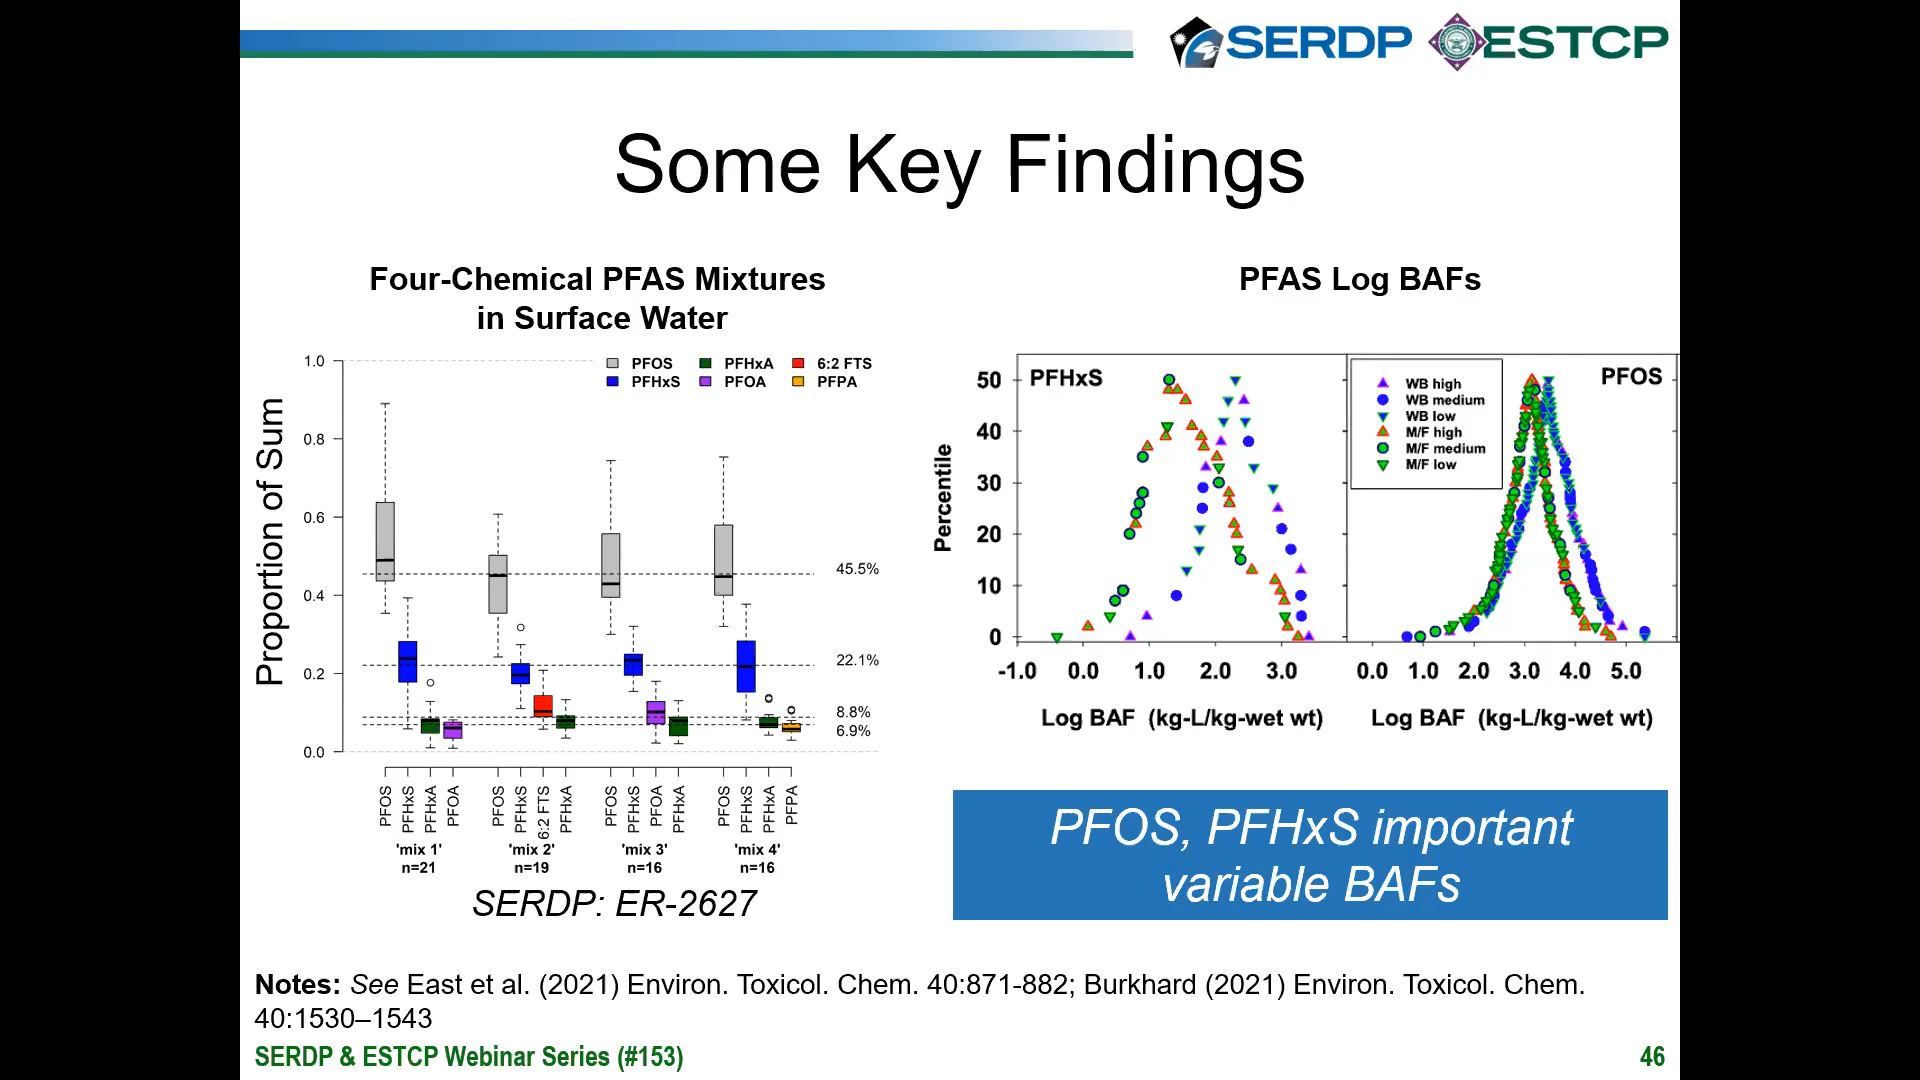 SERDP ESTCP
Some Key Findings
Four-Chemical PFAS Mixtures
in Surface Water
Proportion of Sum
1.0
0.8
0.6
0.4
0.2
0.0
PFOS PFHxA 6:2 FTS
PFHxS PFOA PFPA
45.5%
22.1%
8.8%
6.9%
PFOS PFHxS PFHxA PFOA PFOS PFHxS 6:2 FTS PFHxA PFOS PFHxS PFOA PFHxA PFOS PFHxS PFHxA PFPA
'mix 1' 'mix 2' 'mix 3' 'mix 4'
n=21 n=19 n=16 n=16
SERDP: ER-2627
PFAS Log BAFs
Percentile
50
40
30
20
10
0
PFHxS
-1.0 0.0 1.0 2.0 3.0
Log BAF (kg-L/kg-wet wt)
WB high
WB medium
WB low
M/F high
M/F medium
M/F low
PFOS
0.0 1.0 2.0 3.0 4.0 5.0
Log BAF (kg-L/kg-wet wt)
PFOS, PFHxS important
variable BAFs
Notes: See East et al. (2021) Environ. Toxicol. Chem. 40:871-882; Burkhard (2021) Environ. Toxicol. Chem.
40:1530–1543
SERDP & ESTCP Webinar Series (#153)
46